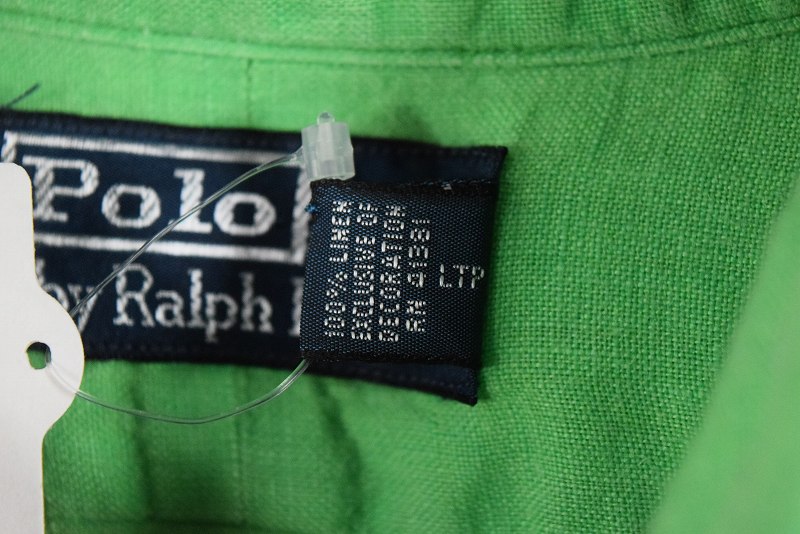 Polo
by Ralph
100% LINEN
EXCLUSIVE OF
DECORATION
RN 41381
LTP